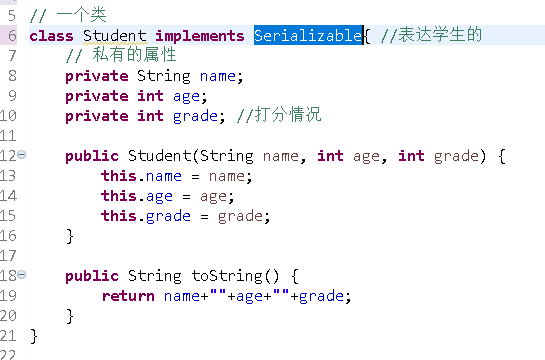 5 // 一个类
6 class Student implements Serializable{ //表达学生的
7 // 私有的属性
8 private String name;
9 private int age;
10 private int grade; //打分情况
11
12 public Student(String name, int age, int grade) {
13 this.name = name;
14 this.age = age;
15 this.grade = grade;
16 }
17
18 public String toString() {
19 return name+""+age+""+grade;
20 }
21 }
22